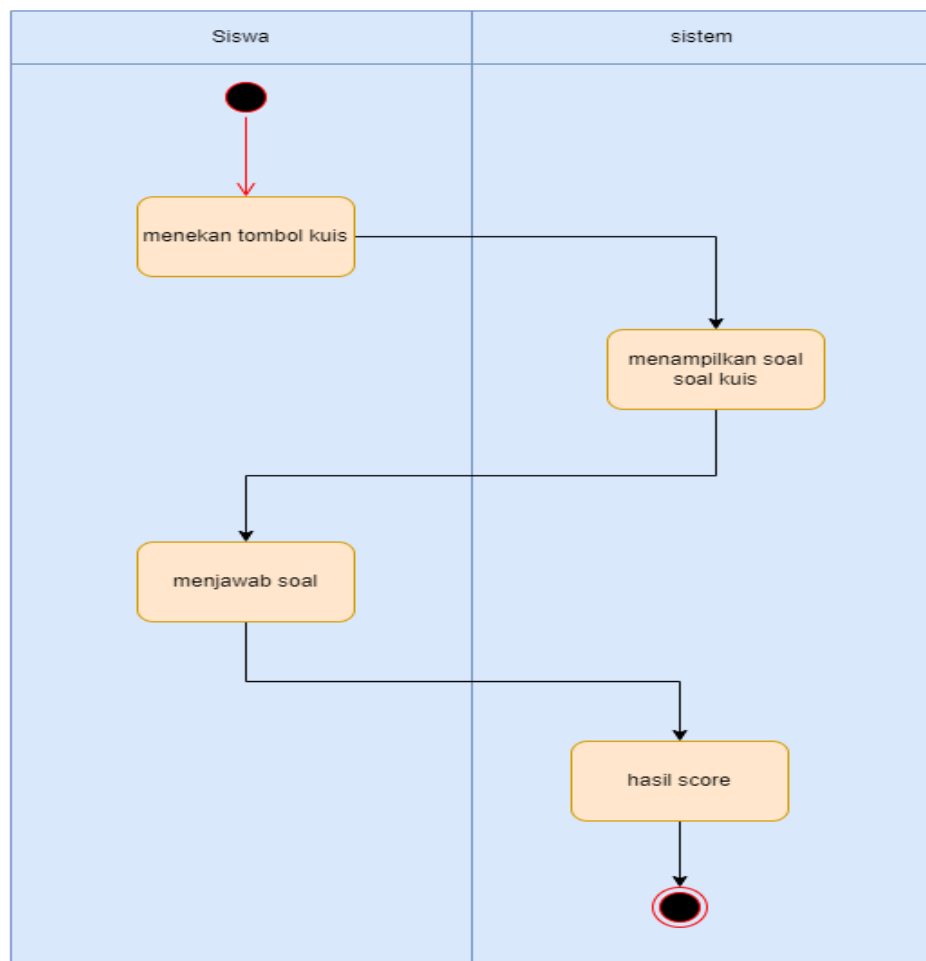 Siswa
sistem
menekan tombol kuis
menampilkan soal
soal kuis
menjawab soal
hasil score